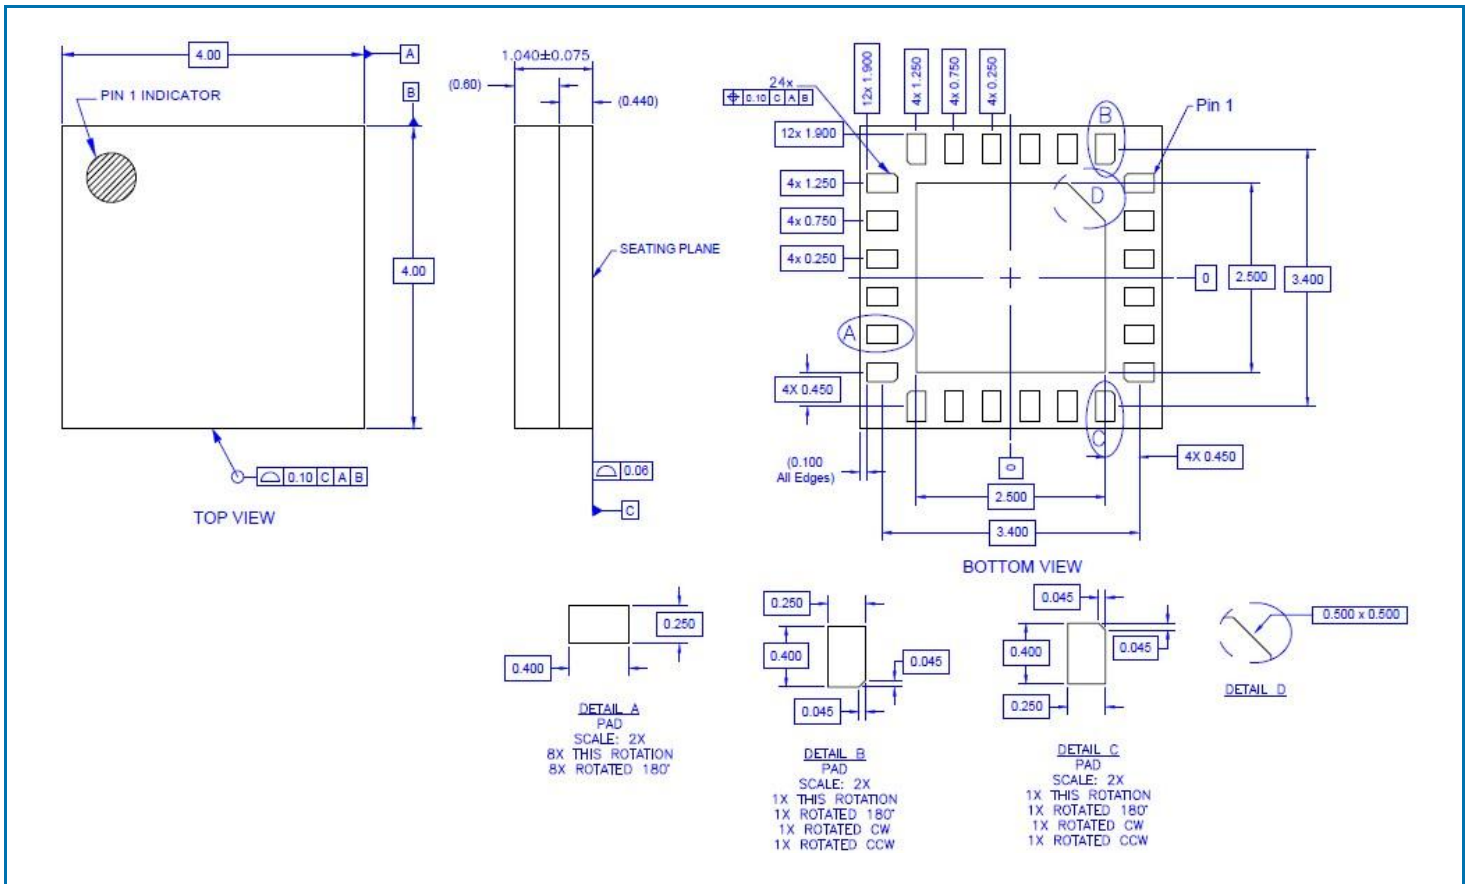 4.00
A
PIN 1 INDICATOR
B
4.00
0.10 C A B
TOP VIEW
1.040±0.075
(0.60)
(0.440)
SEATING PLANE
0.06
C
24x
0.10 C A B
12x 1.900
4x 1.250
4x 0.750
4x 0.250
B
Pin 1
12x 1.900
4x 1.250
4x 0.750
4x 0.250
D
0
2.500
3.400
A
4X 0.450
C
(0.100
All Edges)
0
4X 0.450
2.500
3.400
BOTTOM VIEW
0.250
0.400
DETAIL A
PAD
SCALE: 2X
8X THIS ROTATION
8X ROTATED 180°
0.250
0.400
0.045
0.045
DETAIL B
PAD
SCALE: 2X
1X THIS ROTATION
1X ROTATED 180°
1X ROTATED CW
1X ROTATED CCW
0.045
0.400
0.045
0.250
DETAIL C
PAD
SCALE: 2X
1X THIS ROTATION
1X ROTATED 180°
1X ROTATED CW
1X ROTATED CCW
0.500 x 0.500
DETAIL D